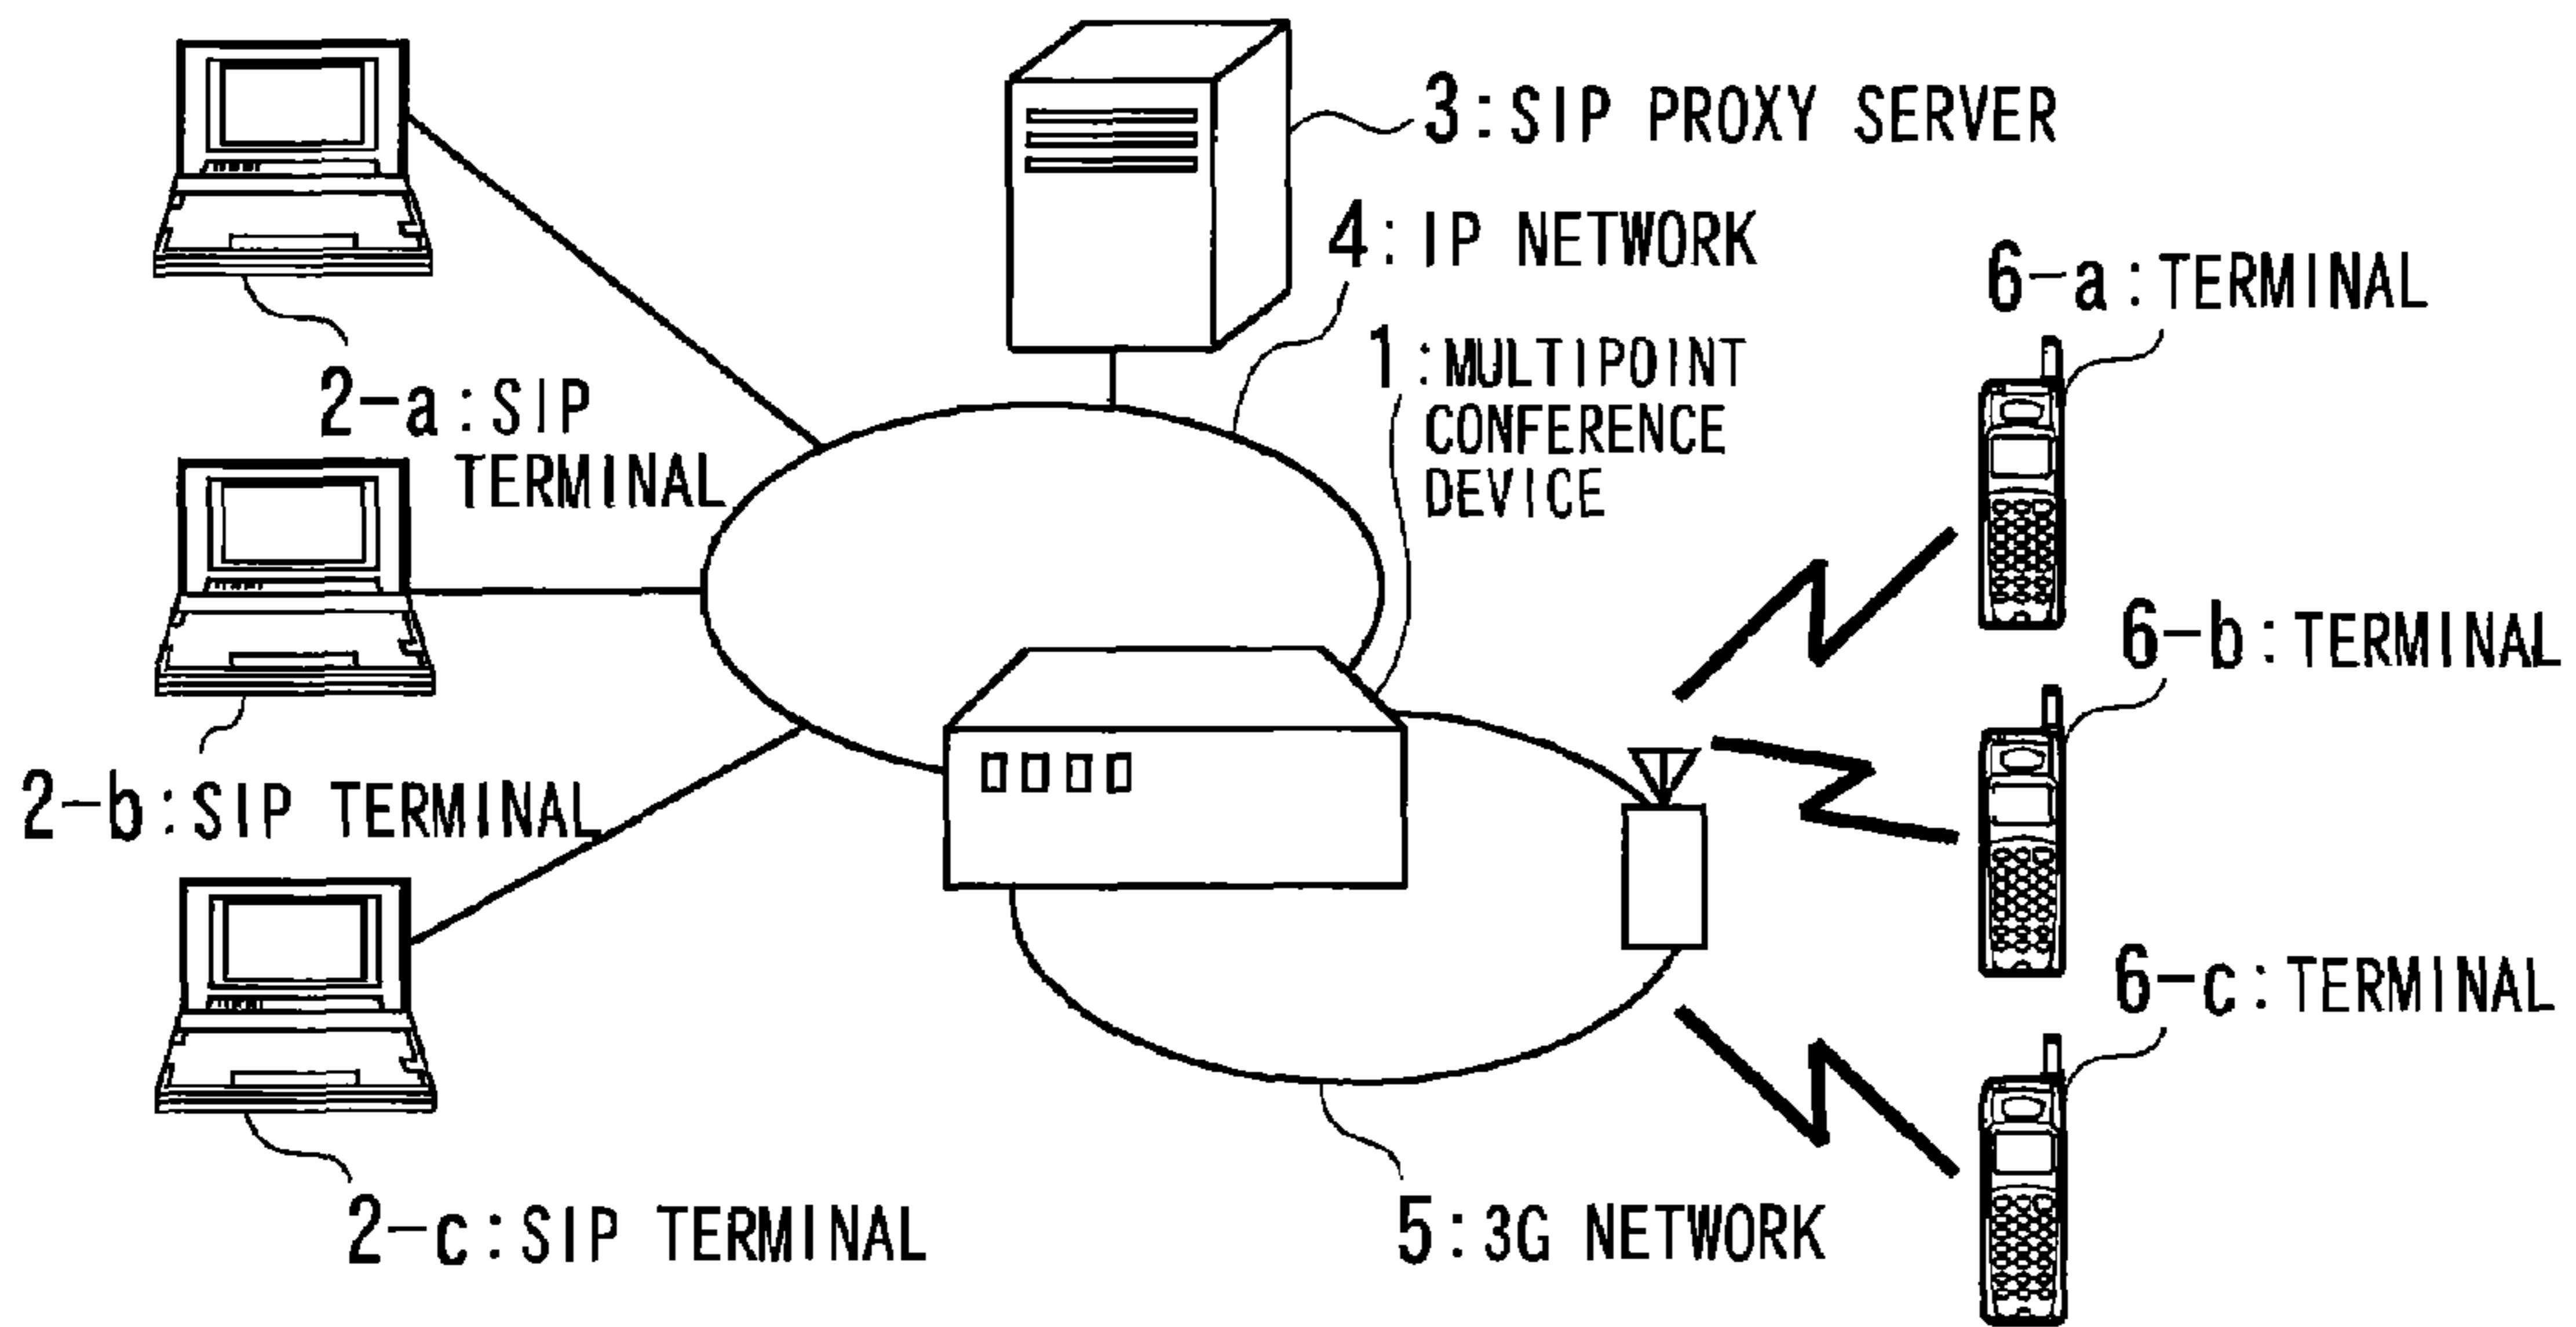 3:SIP PROXY SERVER
4:IP NETWORK
6-a:TERMINAL
1:MULTIPOINT
CONFERENCE
DEVICE
2-a:SIP
TERMINAL
6-b:TERMINAL
2-b:SIP TERMINAL
6-c:TERMINAL
2-c:SIP TERMINAL
5:3G NETWORK